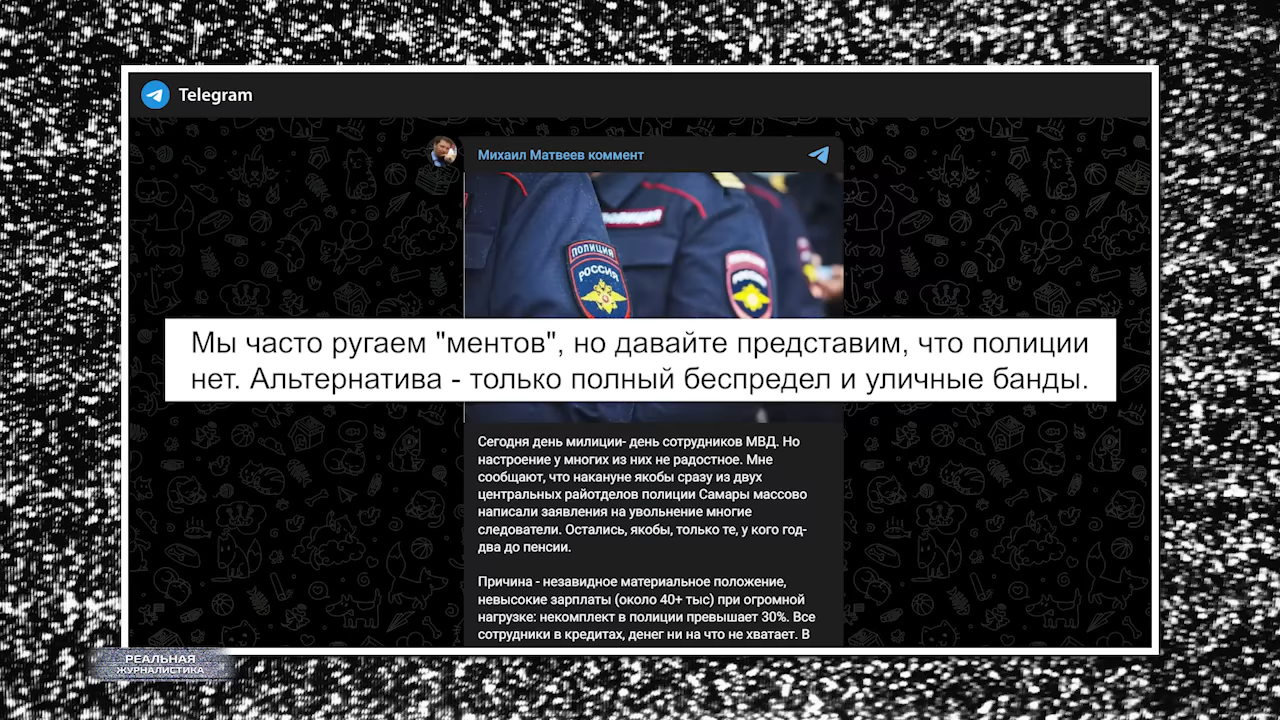 Telegram
Михаил Матвеев коммент
ПОЛИЦИЯ
РОССИЯ
Мы часто ругаем "ментов", но давайте представим, что полиции
нет. Альтернатива - только полный беспредел и уличные банды.
Сегодня день милиции- день сотрудников МВД. Но
настроение у многих из них не радостное. Мне
сообщают, что накануне якобы сразу из двух
центральных райотделов полиции Самары массово
написали заявления на увольнение многие
следователи. Остались, якобы, только те, у кого год-
два до пенсии.
Причина - незавидное материальное положение,
невысокие зарплаты (около 40+ тыс) при огромной
нагрузке: некомплект в полиции превышает 30%. Все
сотрудники в кредитах, денег ни на что не хватает. В
РЕАЛЬНАЯ
ЖУРНАЛИСТИКА